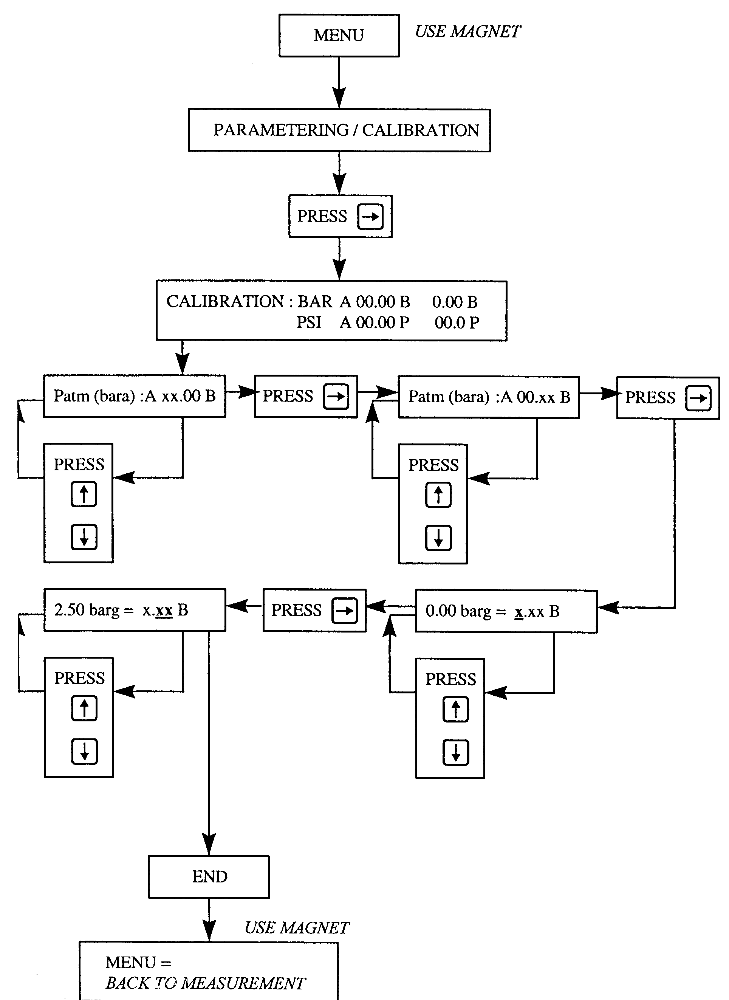 MENU
USE MAGNET
PARAMETERING / CALIBRATION
PRESS →
CALIBRATION : BAR A 00.00 B 0.00 B
PSI A 00.00 P 00.0 P
Patm (bara) :A xx.00 B
PRESS →
Patm (bara) :A 00.xx B
PRESS →
PRESS
↑
↓
PRESS
↑
↓
2.50 barg = x.xx B
PRESS →
0.00 barg = x.xx B
PRESS
↑
↓
PRESS
↑
↓
END
USE MAGNET
MENU =
BACK TO MEASUREMENT